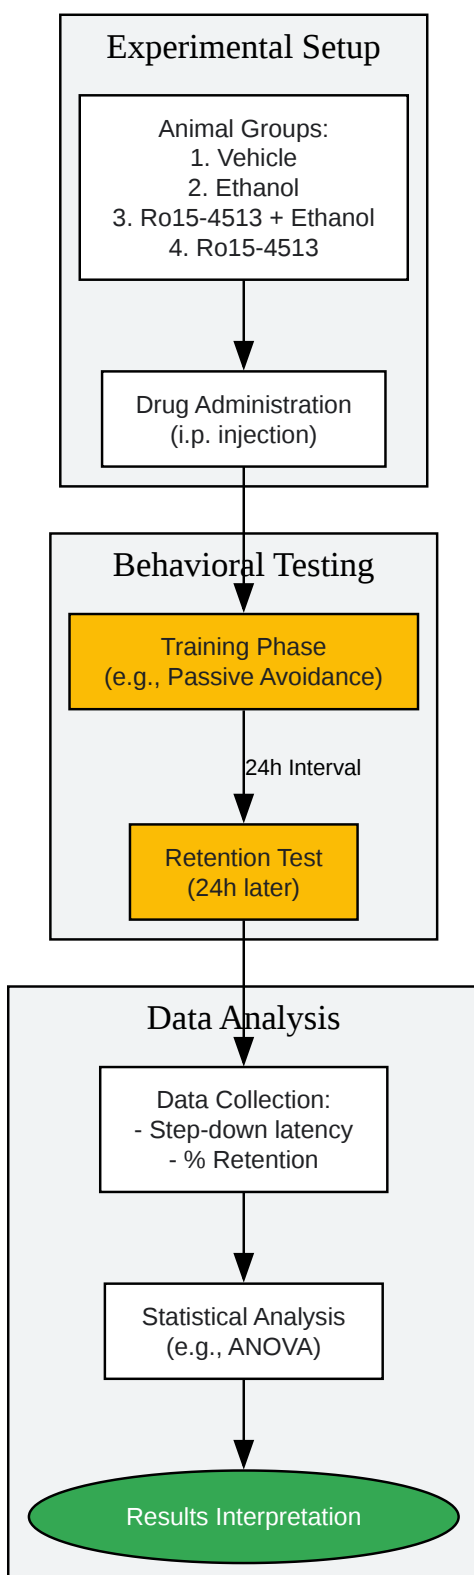 Experimental Setup
Animal Groups:
1. Vehicle
2. Ethanol
3. Ro15-4513 + Ethanol
4. Ro15-4513
Drug Administration
(i.p. injection)
Behavioral Testing
Training Phase
(e.g., Passive Avoidance)
24h Interval
Retention Test
(24h later)
Data Analysis
Data Collection:
- Step-down latency
- % Retention
Statistical Analysis
(e.g., ANOVA)
Results Interpretation